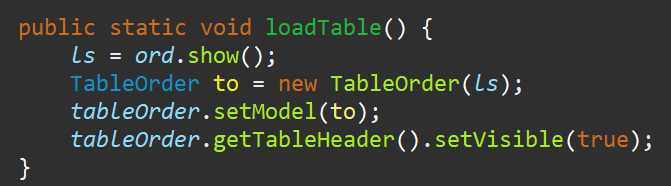 public static void loadTable() {
    ls = ord.show();
    TableOrder to = new TableOrder(ls);
    tableOrder.setModel(to);
    tableOrder.getTableHeader().setVisible(true);
}